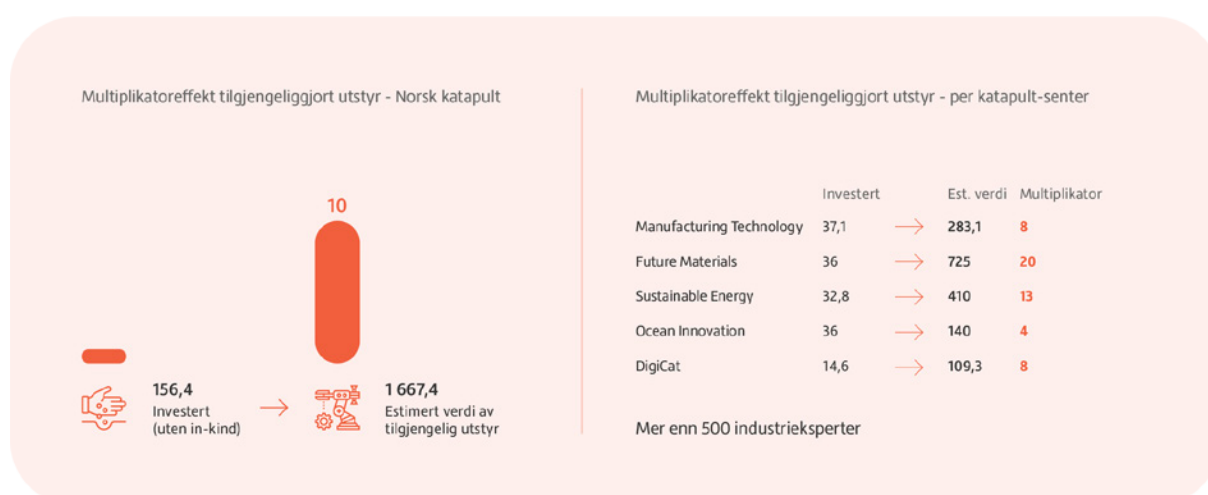 Multiplikatoreffekt tilgjengeliggjort utstyr - Norsk katapult
10
156,4
Investert
(uten in-kind)
1 667,4
Estimert verdi av
tilgjengelig utstyr
Multiplikatoreffekt tilgjengeliggjort utstyr - per katapult-senter
Investert Est. verdi Multiplikator
Manufacturing Technology 37,1 → 283,1 8
Future Materials 36 → 725 20
Sustainable Energy 32,8 → 410 13
Ocean Innovation 36 → 140 4
DigiCat 14,6 → 109,3 8
Mer enn 500 industrieksperter